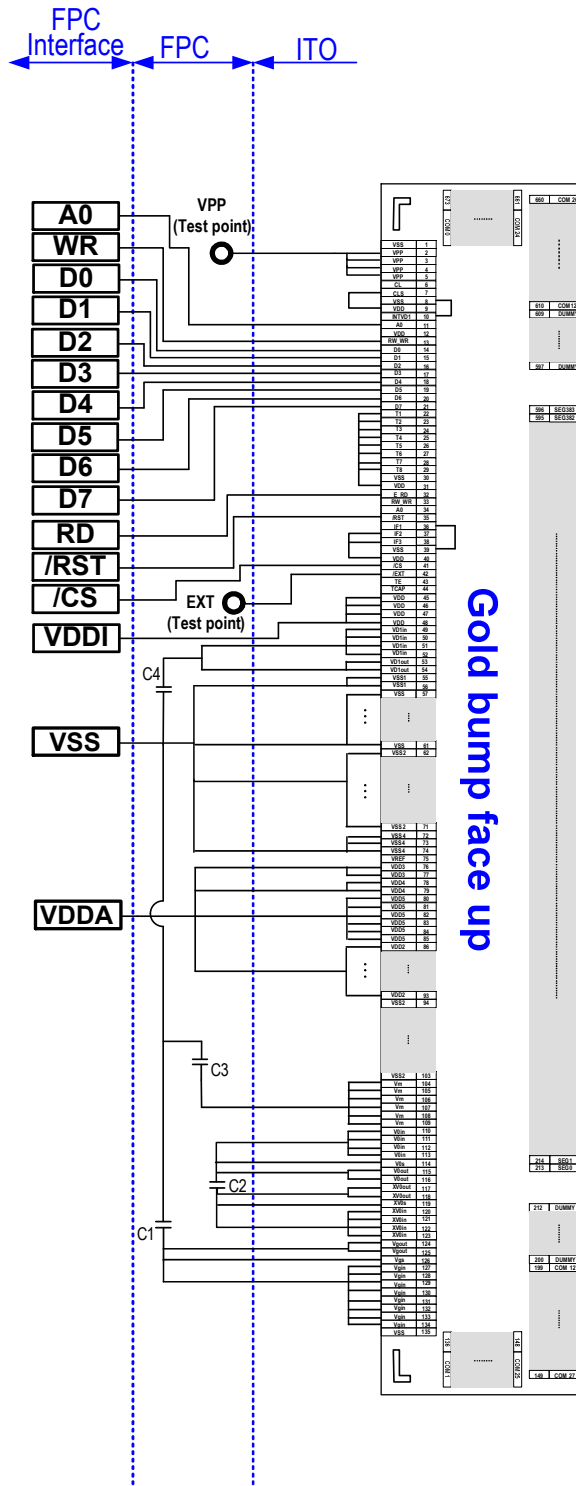 FPC Interface
FPC
ITO
A0
WR
D0
D1
D2
D3
D4
D5
D6
D7
RD
/RST
/CS
VDDI
VSS
VDDA
VPP
(Test point)
EXT
(Test point)
C4
C3
C2
C1
Gold bump face up
673 COM 0
........
661 COM 24
VSS 1
VPP 2
VPP 3
VPP 4
VPP 5
CL 6
CLS 7
VSS 8
VDD 9
INTVD1 10
A0 11
VDD 12
RW_WR 13
D0 14
D1 15
D2 16
D3 17
D4 18
D5 19
D6 20
D7 21
T1 22
T2 23
T3 24
T4 25
T5 26
T6 27
T7 28
T8 29
VSS 30
VDD 31
E_RD 32
RW_WR 33
A0 34
/RST 35
IF1 36
IF2 37
IF3 38
VSS 39
VDD 40
/CS 41
/EXT 42
TE 43
TCAP 44
VDD 45
VDD 46
VDD 47
VDD 48
VD1in 49
VD1in 50
VD1in 51
VD1in 52
VD1out 53
VD1out 54
VSS1 55
VSS1 56
VSS 57
VSS 61
VSS2 62
VSS2 71
VSS4 72
VSS4 73
VSS4 74
VREF 75
VDD3 76
VDD3 77
VDD4 78
VDD4 79
VDD5 80
VDD5 81
VDD5 82
VDD5 83
VDD5 84
VDD5 85
VDD2 86
VDD2 93
VSS2 94
VSS2 103
Vm 104
Vm 105
Vm 106
Vm 107
Vm 108
Vm 109
V0in 110
V0in 111
V0in 112
V0in 113
V0s 114
V0out 115
V0out 116
XV0out 117
XV0out 118
XV0s 119
XV0in 120
XV0in 121
XV0in 122
XV0in 123
Vgout 124
Vgout 125
Vgs 126
Vgin 127
Vgin 128
Vgin 129
Vgin 130
Vgin 131
Vgin 132
Vgin 133
Vgin 134
VSS 135
136 COM 1
........
148 COM 25
660 COM 26
610 COM 12
609 DUMMY
597 DUMMY
596 SEG383
595 SEG382
214 SEG1
213 SEG0
212 DUMMY
200 DUMMY
199 COM 12
149 COM 27